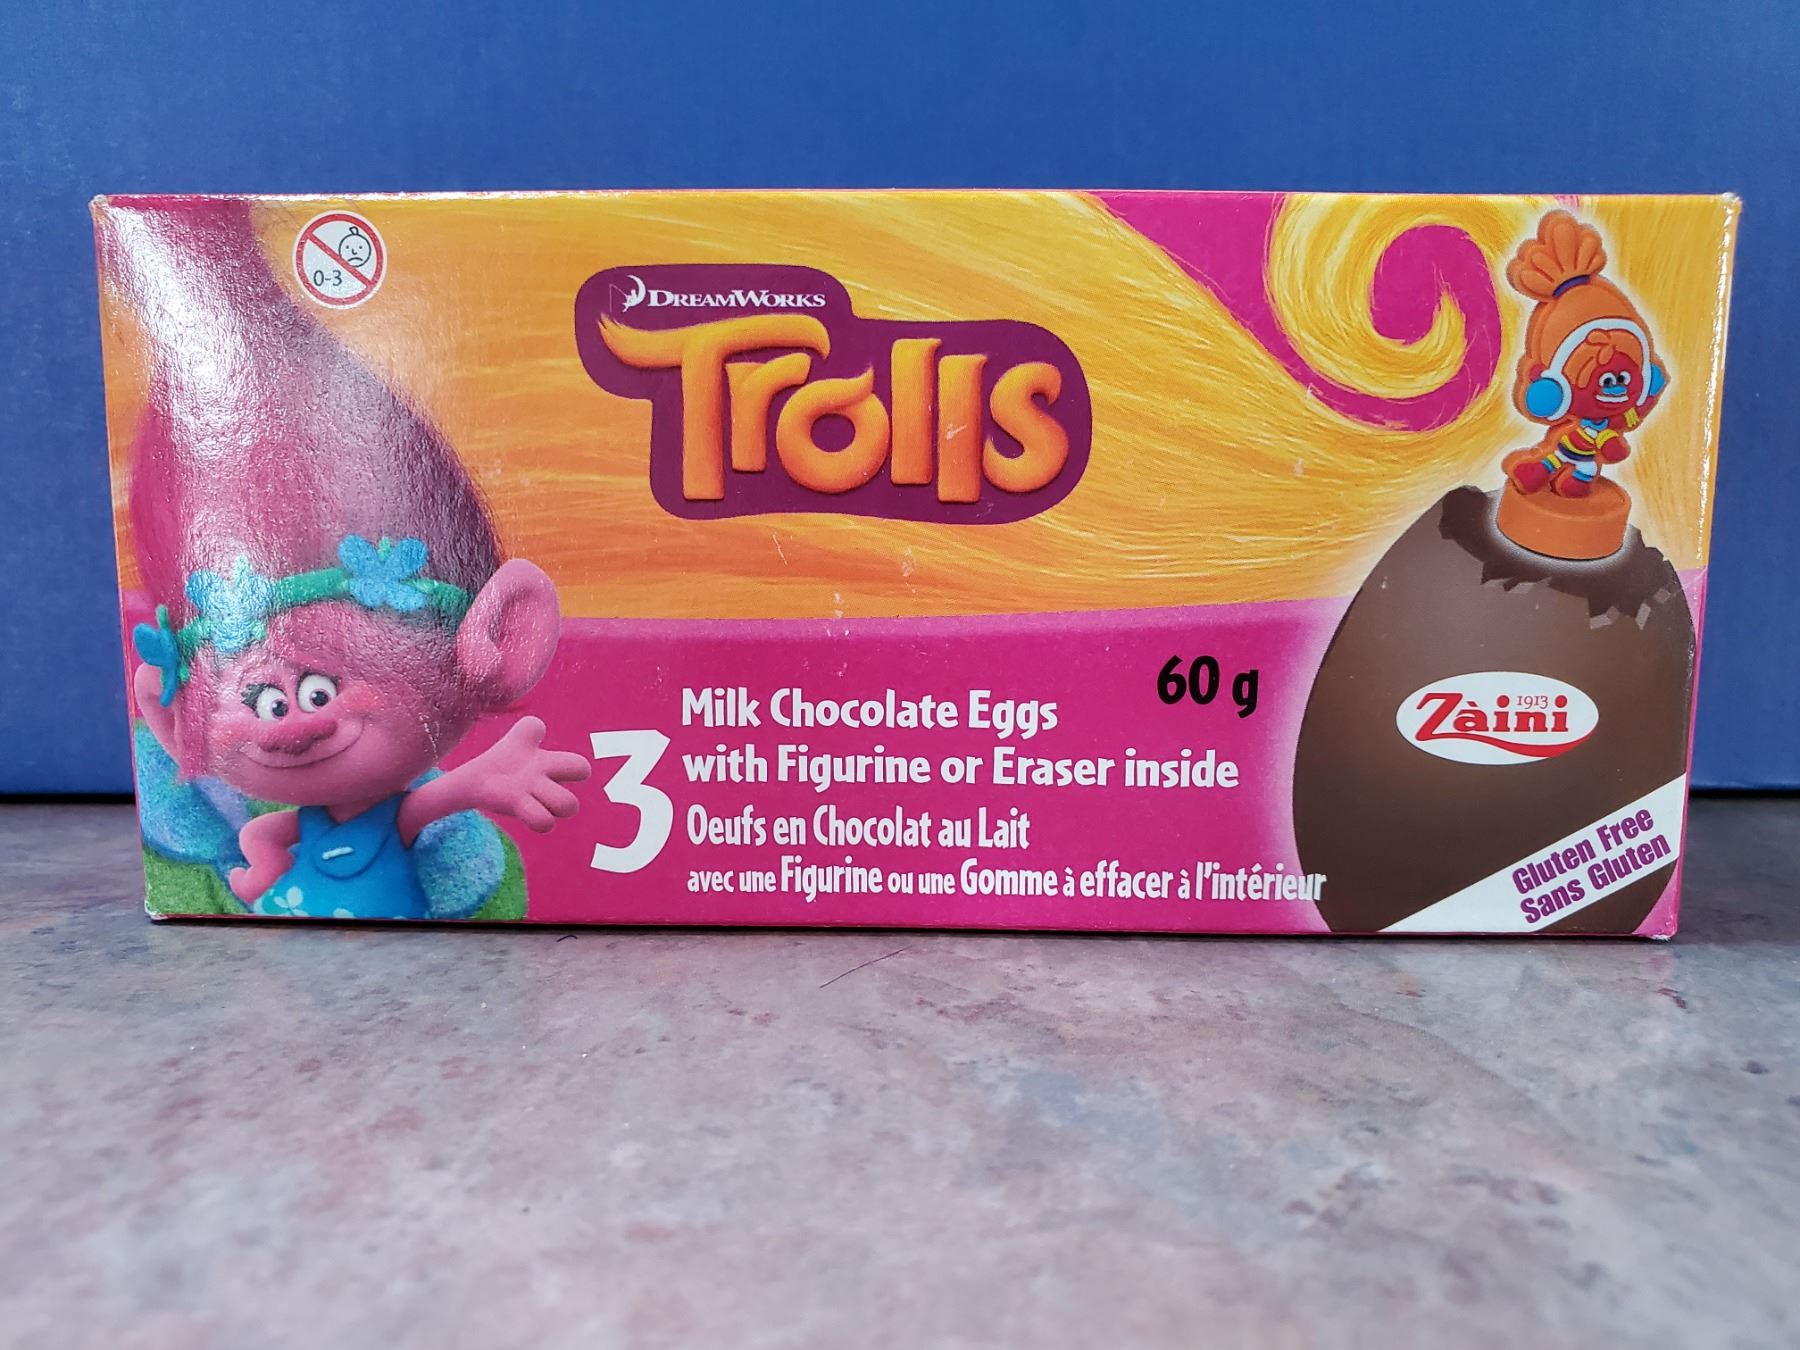 0-3
DREAMWORKS
Trolls
60 g
3
Milk Chocolate Eggs
with Figurine or Eraser inside
Oeufs en Chocolat au Lait
avec une Figurine ou une Gomme à effacer à l'intérieur
Zàini 1913
Gluten Free
Sans Gluten